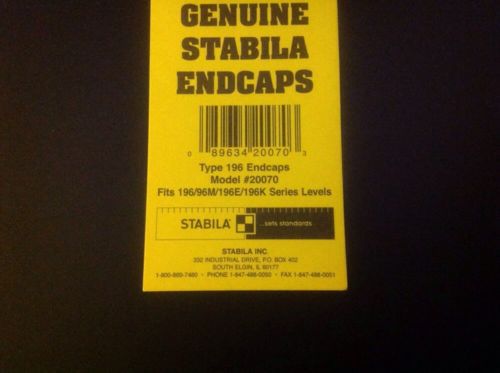 GENUINE
STABILA
ENDCAPS
0 89634 20070 3
Type 196 Endcaps
Model #20070
Fits 196/96M/196E/196K Series Levels
STABILA ...sets standards
STABILA INC.
332 INDUSTRIAL DRIVE, P.O. BOX 402
SOUTH ELGIN, IL 60177
1-800-869-7460 • PHONE 1-847-488-0050 • FAX 1-847-488-0051